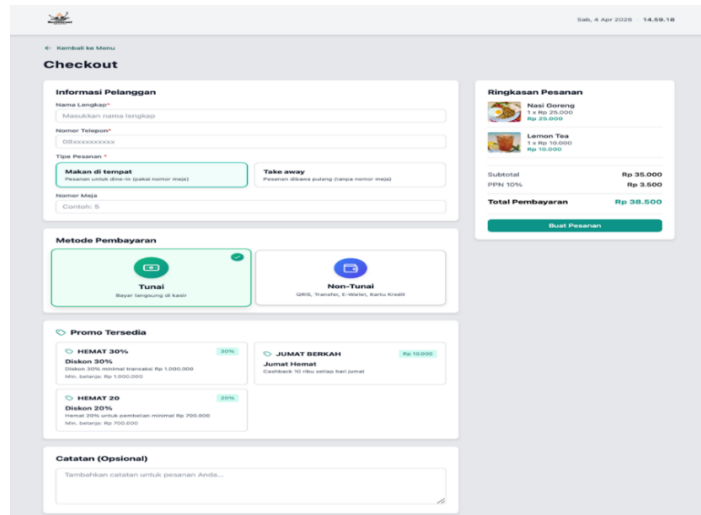 Sab, 4 Apr 2026 14.59.18
Kembali ke Menu
Checkout
Informasi Pelanggan
Nama Lengkap*
Masukkan nama lengkap
Nomor Telepon*
08xxxxxxxxxx
Tipe Pesanan *
Makan di tempat
Pesanan untuk dine-in (pakai nomor meja)
Take away
Pesanan dibawa pulang (tanpa nomor meja)
Nomor Meja
Contoh: 5
Metode Pembayaran
Tunai
Bayar langsung di kasir
Non-Tunai
QRIS, Transfer, E-Wallet, Kartu Kredit
Promo Tersedia
HEMAT 30% 30%
Diskon 30%
Diskon 30% minimal transaksi Rp 1.000.000
Min. belanja: Rp 1.000.000
JUMAT BERKAH Rp 10.000
Jumat Hemat
Cashback 10 ribu setiap hari jumat
HEMAT 20 20%
Diskon 20%
Hemat 20% untuk pembelian minimal Rp 700.000
Min. belanja: Rp 700.000
Catatan (Opsional)
Tambahkan catatan untuk pesanan Anda...
Ringkasan Pesanan
Nasi Goreng
1 x Rp 25.000
Rp 25.000
Lemon Tea
1 x Rp 10.000
Rp 10.000
Subtotal Rp 35.000
PPN 10% Rp 3.500
Total Pembayaran Rp 38.500
Buat Pesanan